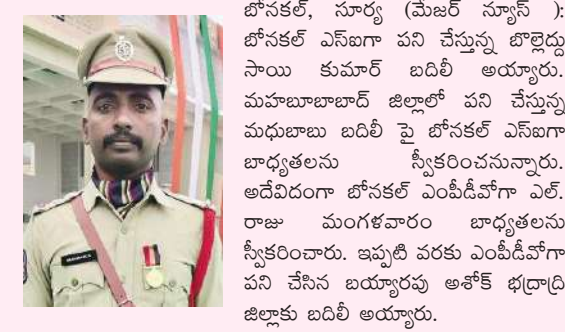 బోనకల్, సూర్య (మేజర్ న్యూస్ ):
బోనకల్ ఎస్ఐగా పని చేస్తున్న బొల్లెద్దు
సాయి కుమార్ బదిలీ అయ్యారు.
మహబూబాబాద్ జిల్లాలో పని చేస్తున్న
మధుబాబు బదిలీ పై బోనకల్ ఎస్ఐగా
బాధ్యతలను స్వీకరించనున్నారు.
అదేవిదంగా బోనకల్ ఎంపీడీవోగా ఎల్.
రాజు మంగళవారం బాధ్యతలను
స్వీకరించారు. ఇప్పటి వరకు ఎంపీడీవోగా
పని చేసిన బయ్యారపు అశోక్ భద్రాద్రి
జిల్లాకు బదిలీ అయ్యారు.